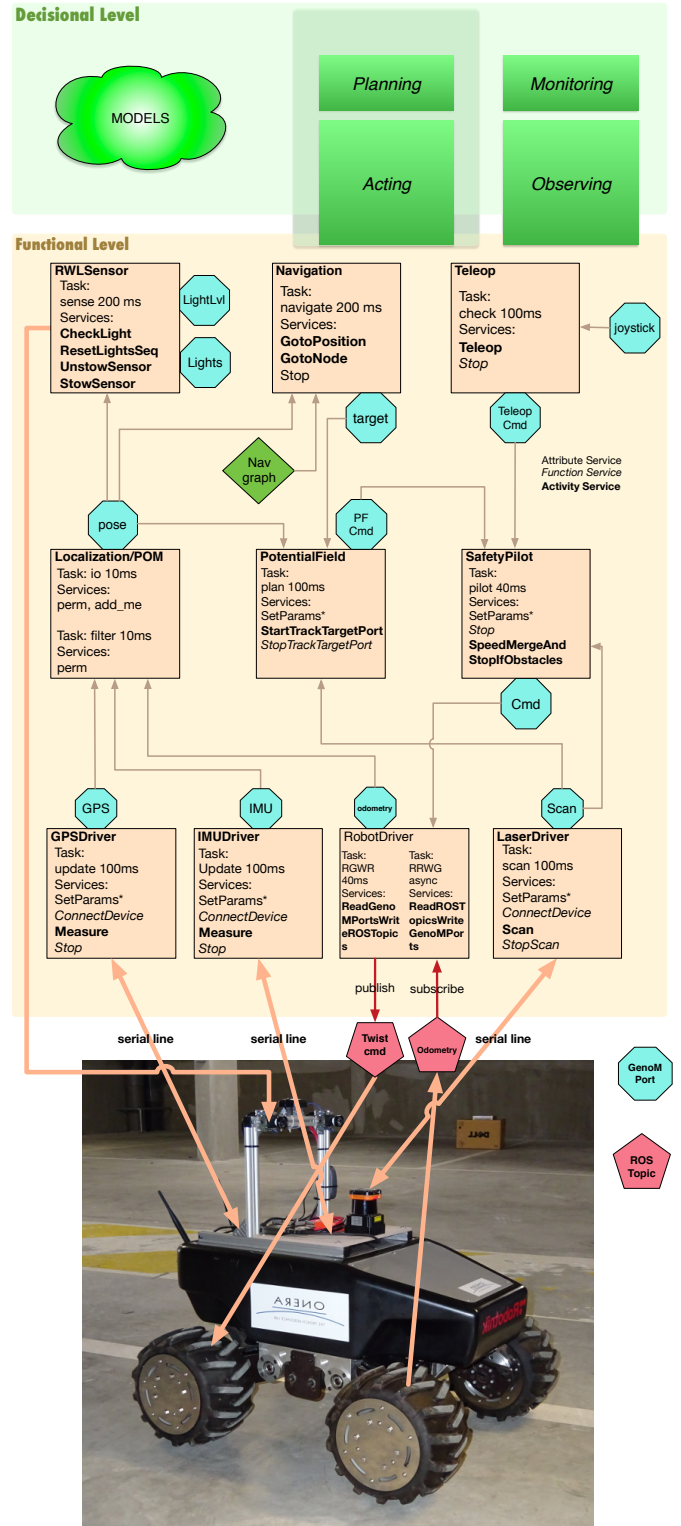 Decisional Level
MODELS
Planning
Monitoring
Acting
Observing
Functional Level
RWLSensor
Task:
sense 200 ms
Services:
CheckLight
ResetLightsSeq
UnstowSensor
StowSensor
LightLvl
Lights
Navigation
Task:
navigate 200 ms
Services:
GotoPosition
GotoNode
Stop
Teleop
Task:
check 100ms
Services:
Teleop
Stop
joystick
target
Teleop
Cmd
Nav
graph
Attribute Service
Function Service
Activity Service
pose
PF
Cmd
Localization/POM
Task: io 10ms
Services:
perm, add_me
Task: filter 10ms
Services:
perm
PotentialField
Task:
plan 100ms
Services:
SetParams*
StartTrackTargetPort
StopTrackTargetPort
SafetyPilot
Task:
pilot 40ms
Services:
SetParams*
Stop
SpeedMergeAnd
StopIfObstacles
Cmd
GPS
IMU
odometry
Scan
GPSDriver
Task:
update 100ms
Services:
SetParams*
ConnectDevice
Measure
Stop
IMUDriver
Task:
Update 100ms
Services:
SetParams*
ConnectDevice
Measure
Stop
RobotDriver
Task:
RGWR
40ms
Services:
ReadGeno
MPortsWrit
eROSTopic
s
Task:
RRWG
async
Services:
ReadROST
opicsWrite
GenoMPor
ts
LaserDriver
Task:
scan 100ms
Services:
SetParams*
ConnectDevice
Scan
StopScan
publish
subscribe
serial line
serial line
Twist
cmd
Odometry
serial line
GenoM
Port
ROS
Topic
DELL
ONERA
Robotnik